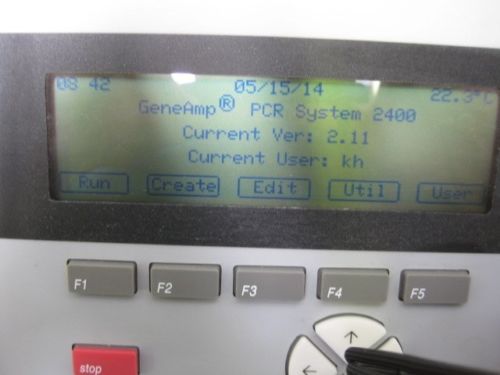 08 42 05/15/14 22.3°C
GeneAmp® PCR System 2400
Current Ver: 2.11
Current User: kh
Run Create Edit Util User
F1 F2 F3 F4 F5
stop